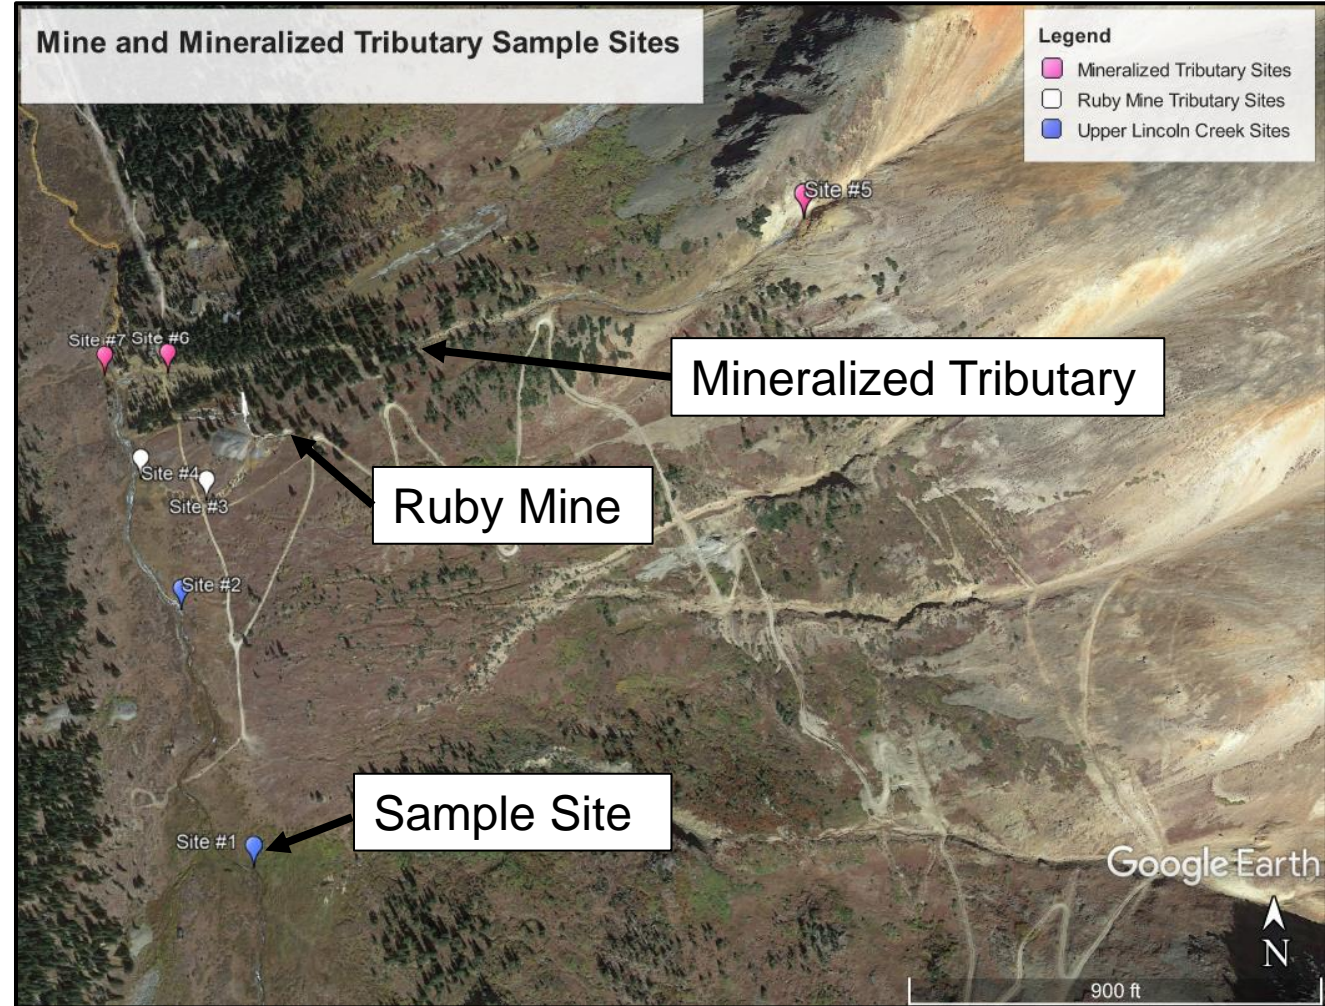 Mine and Mineralized Tributary Sample Sites
Legend
Mineralized Tributary Sites
Ruby Mine Tributary Sites
Upper Lincoln Creek Sites
Site #5
Site #7
Site #6
Mineralized Tributary
Site #4
Site #3
Ruby Mine
Site #2
Sample Site
Site #1
Google Earth
N
900 ft